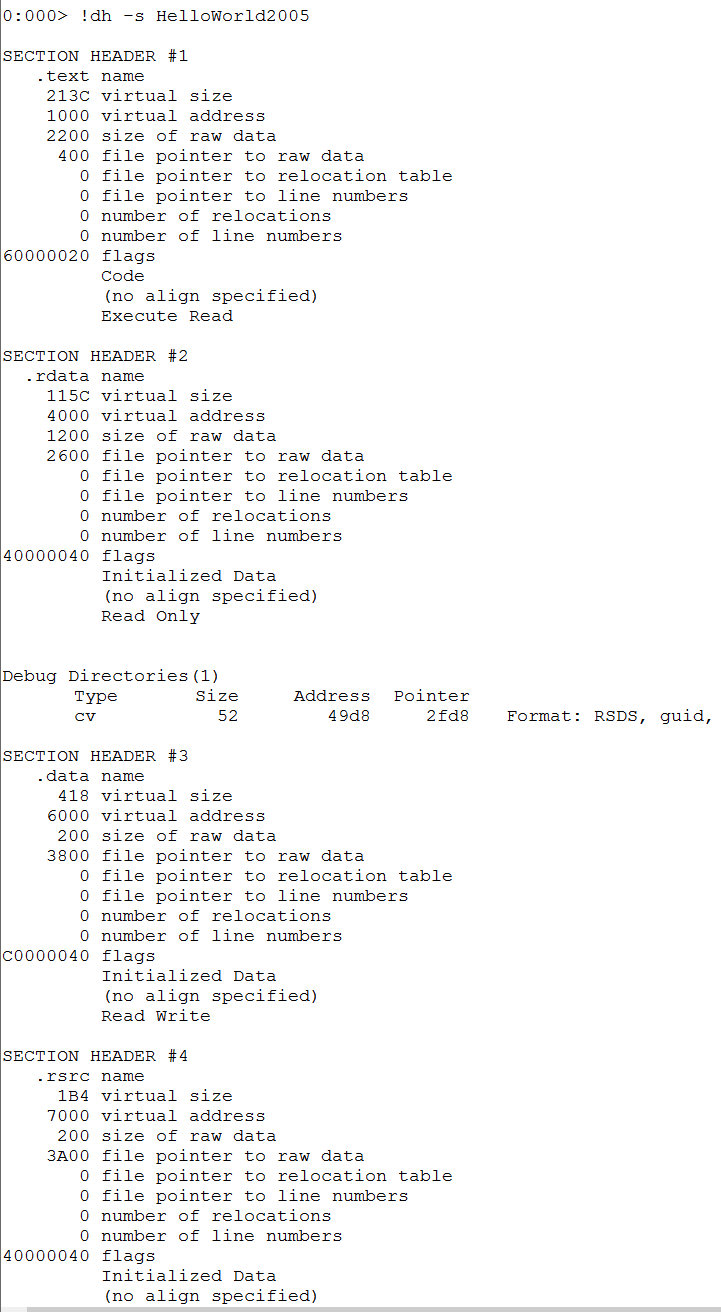 0:000> !dh -s HelloWorld2005
SECTION HEADER #1
.text name
213C virtual size
1000 virtual address
2200 size of raw data
400 file pointer to raw data
0 file pointer to relocation table
0 file pointer to line numbers
0 number of relocations
0 number of line numbers
60000020 flags
Code
(no align specified)
Execute Read
SECTION HEADER #2
.rdata name
115C virtual size
4000 virtual address
1200 size of raw data
2600 file pointer to raw data
0 file pointer to relocation table
0 file pointer to line numbers
0 number of relocations
0 number of line numbers
40000040 flags
Initialized Data
(no align specified)
Read Only
Debug Directories(1)
Type Size Address Pointer
cv 52 49d8 2fd8 Format: RSDS, guid,
SECTION HEADER #3
.data name
418 virtual size
6000 virtual address
200 size of raw data
3800 file pointer to raw data
0 file pointer to relocation table
0 file pointer to line numbers
0 number of relocations
0 number of line numbers
C0000040 flags
Initialized Data
(no align specified)
Read Write
SECTION HEADER #4
.rsrc name
1B4 virtual size
7000 virtual address
200 size of raw data
3A00 file pointer to raw data
0 file pointer to relocation table
0 file pointer to line numbers
0 number of relocations
0 number of line numbers
40000040 flags
Initialized Data
(no align specified)